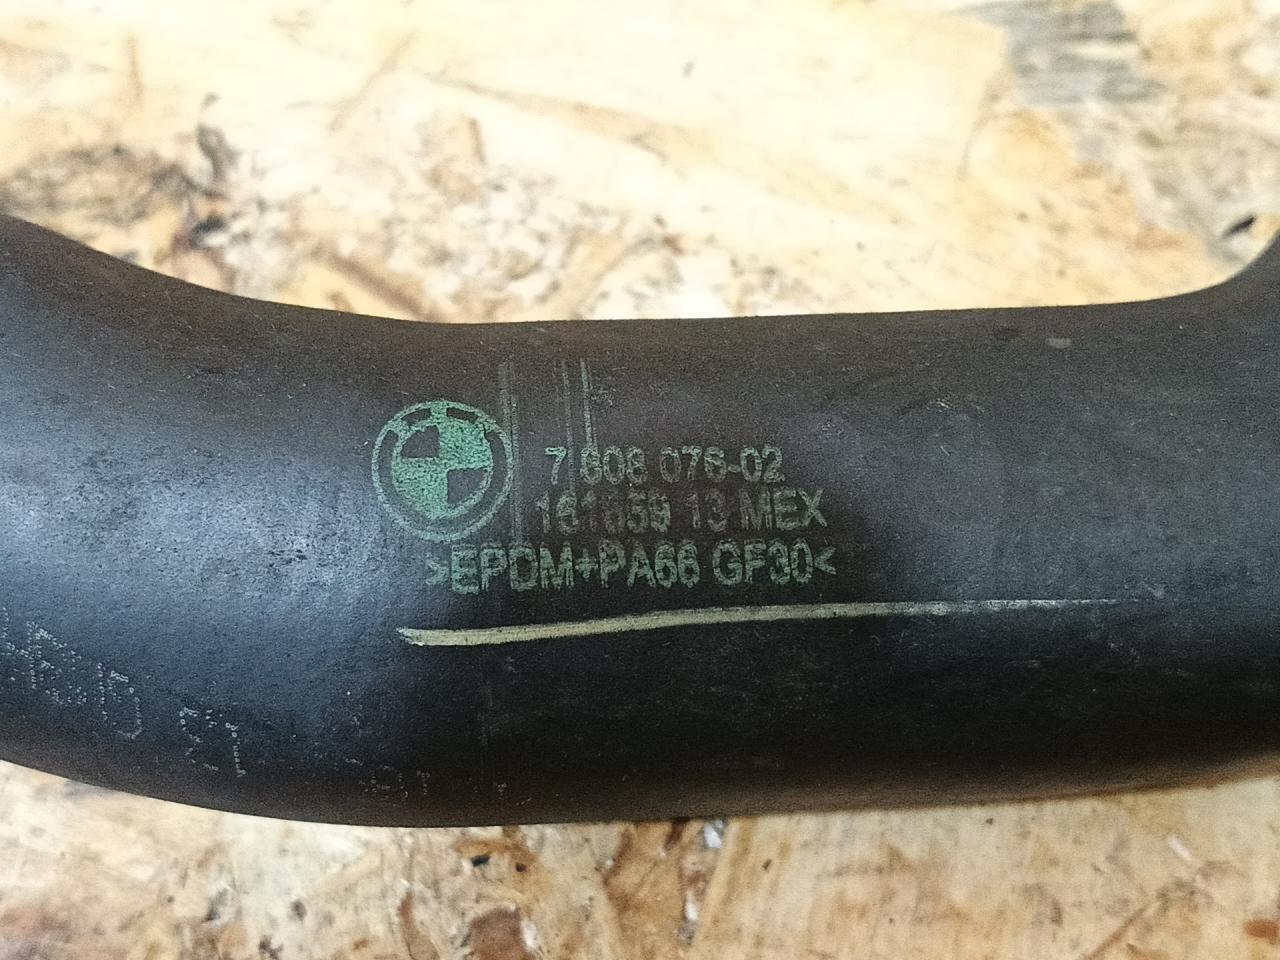 7 608 076-02
161659 13 MEX
>EPDM+PA66 GF30<